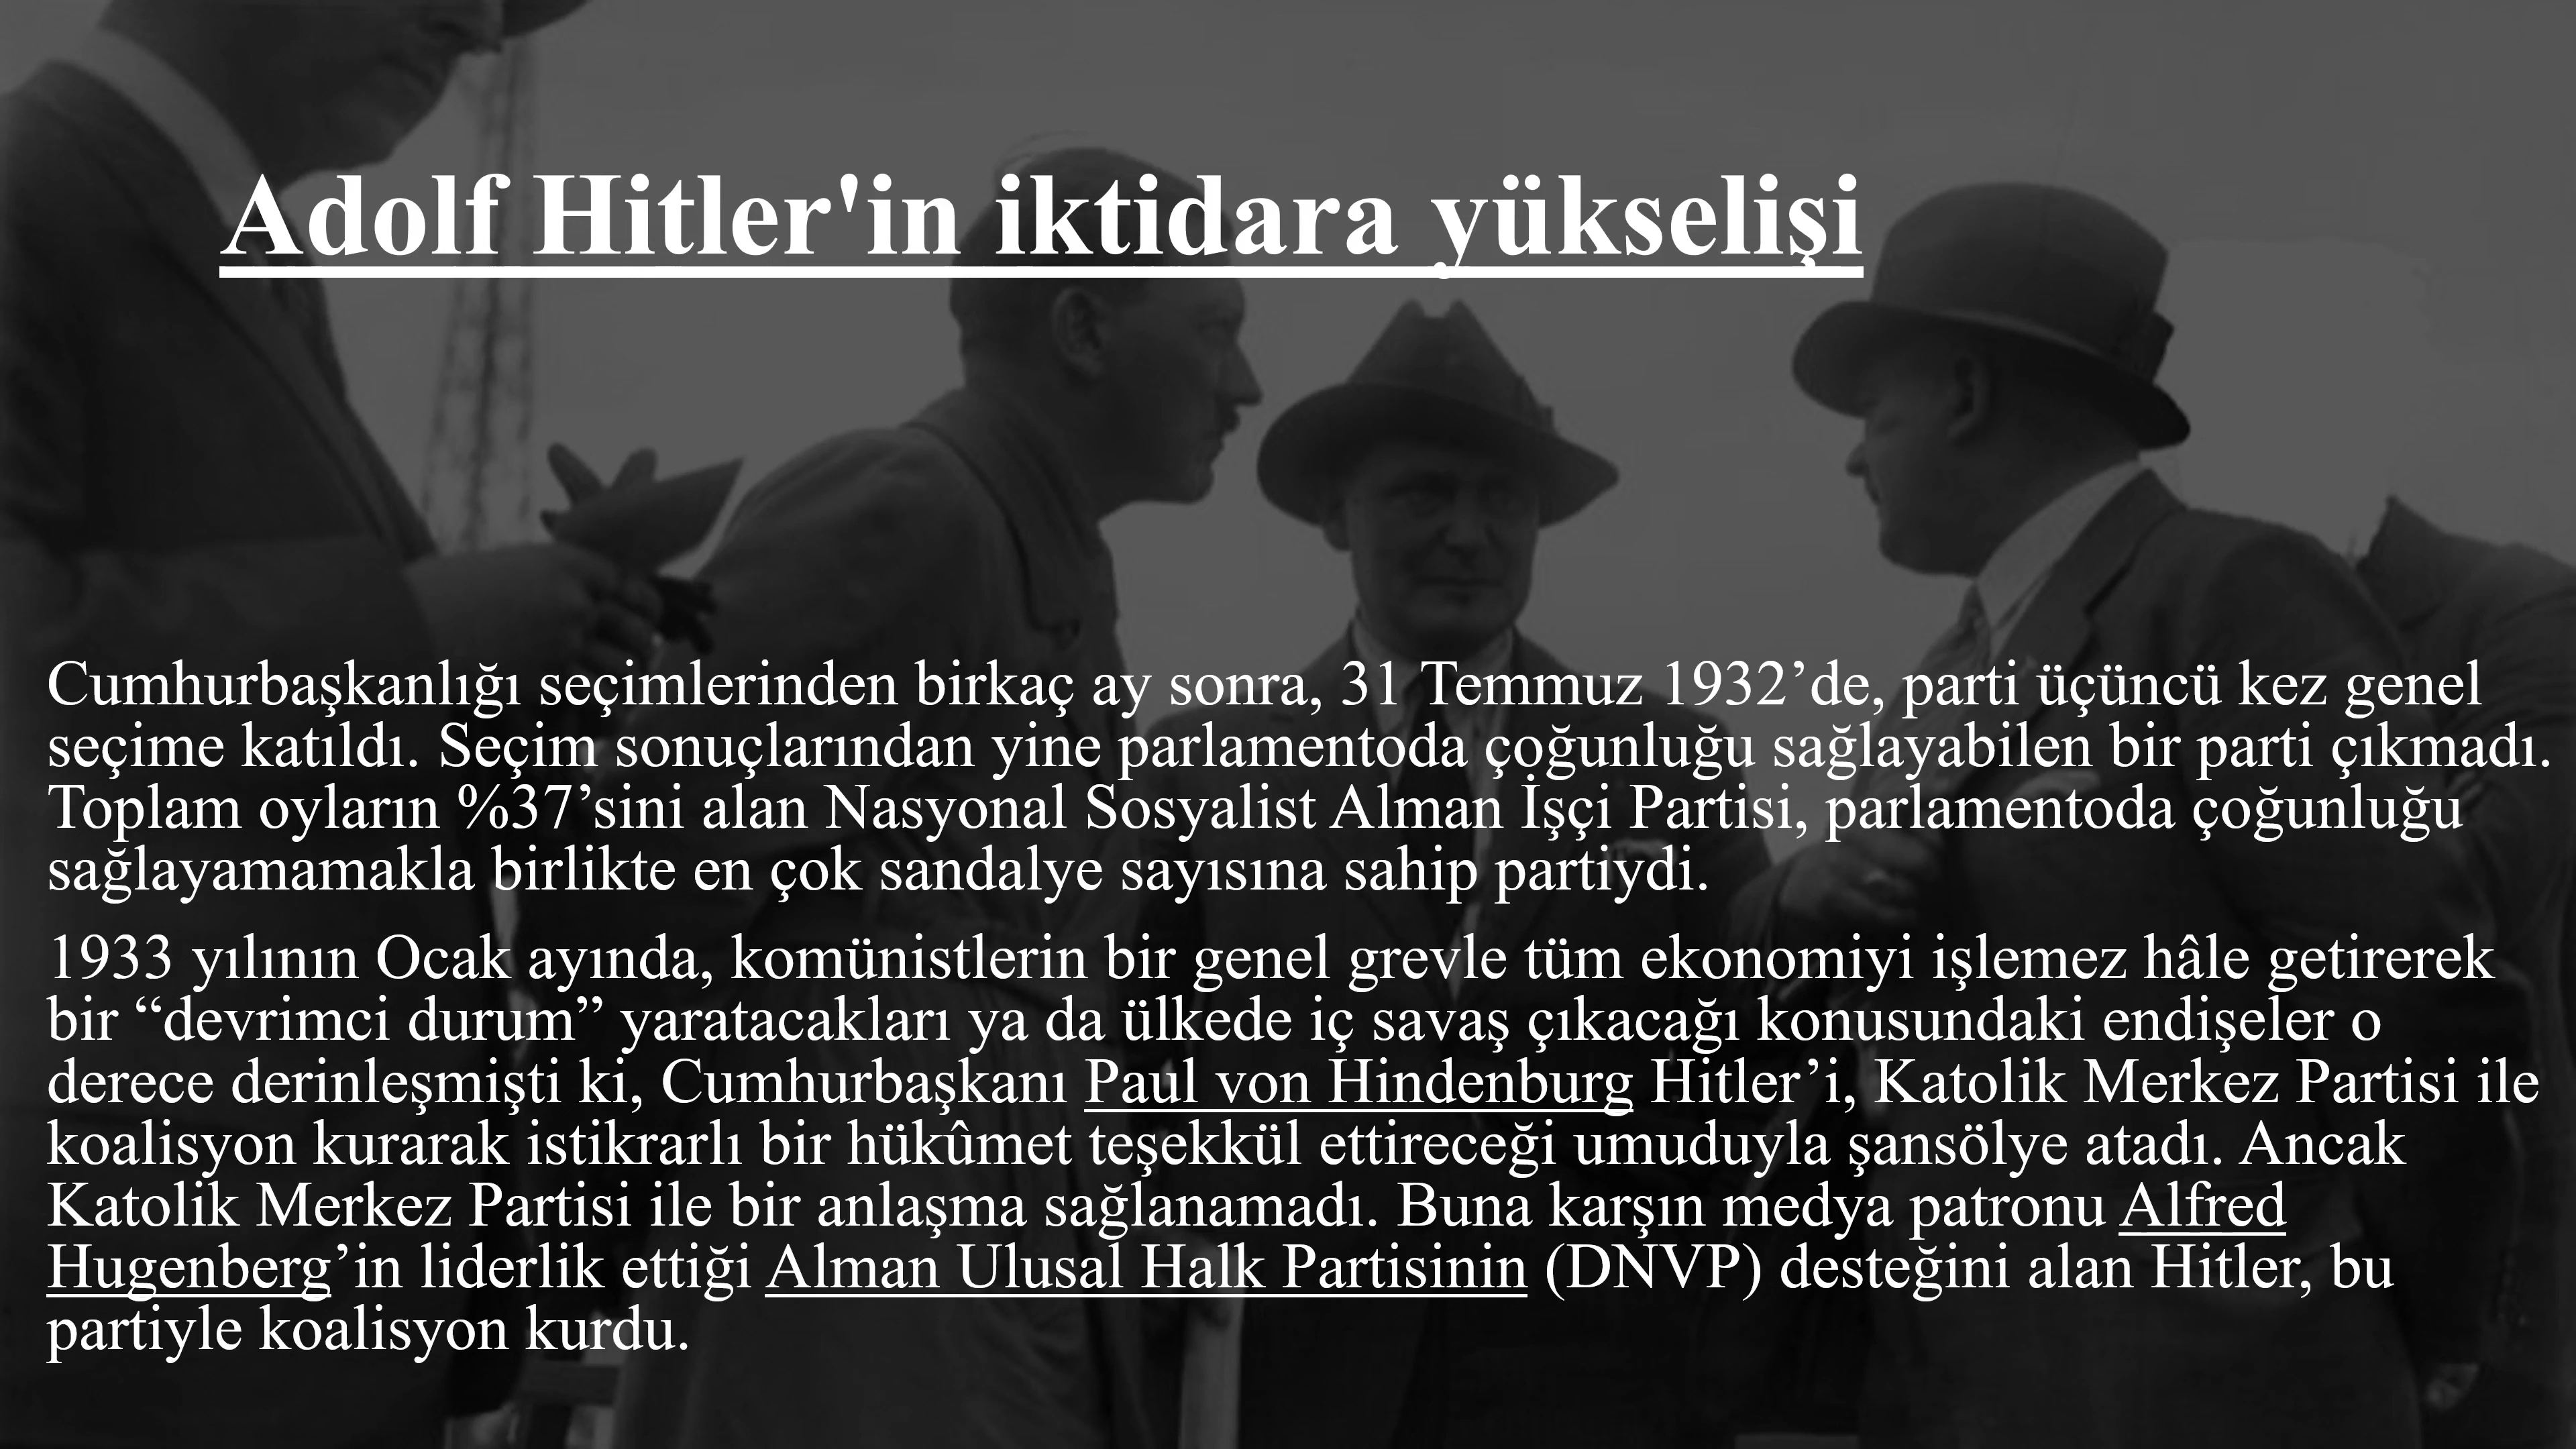 Adolf Hitler'in iktidara yükselişi
Cumhurbaşkanlığı seçimlerinden birkaç ay sonra, 31 Temmuz 1932’de, parti üçüncü kez genel
seçime katıldı. Seçim sonuçlarından yine parlamentoda çoğunluğu sağlayabilen bir parti çıkmadı.
Toplam oyların %37’sini alan Nasyonal Sosyalist Alman İşçi Partisi, parlamentoda çoğunluğu
sağlayamamakla birlikte en çok sandalye sayısına sahip partiydi.
1933 yılının Ocak ayında, komünistlerin bir genel grevle tüm ekonomiyi işlemez hâle getirerek
bir “devrimci durum” yaratacakları ya da ülkede iç savaş çıkacağı konusundaki endişeler o
derece derinleşmişti ki, Cumhurbaşkanı Paul von Hindenburg Hitler’i, Katolik Merkez Partisi ile
koalisyon kurarak istikrarlı bir hükûmet teşekkül ettireceği umuduyla şansölye atadı. Ancak
Katolik Merkez Partisi ile bir anlaşma sağlanamadı. Buna karşın medya patronu Alfred
Hugenberg’in liderlik ettiği Alman Ulusal Halk Partisinin (DNVP) desteğini alan Hitler, bu
partiyle koalisyon kurdu.